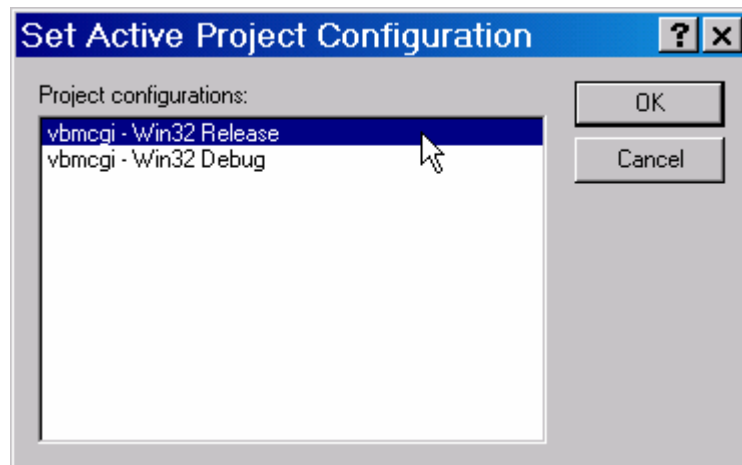 Set Active Project Configuration
Project configurations:
vbmcgi - Win32 Release
vbmcgi - Win32 Debug
OK
Cancel